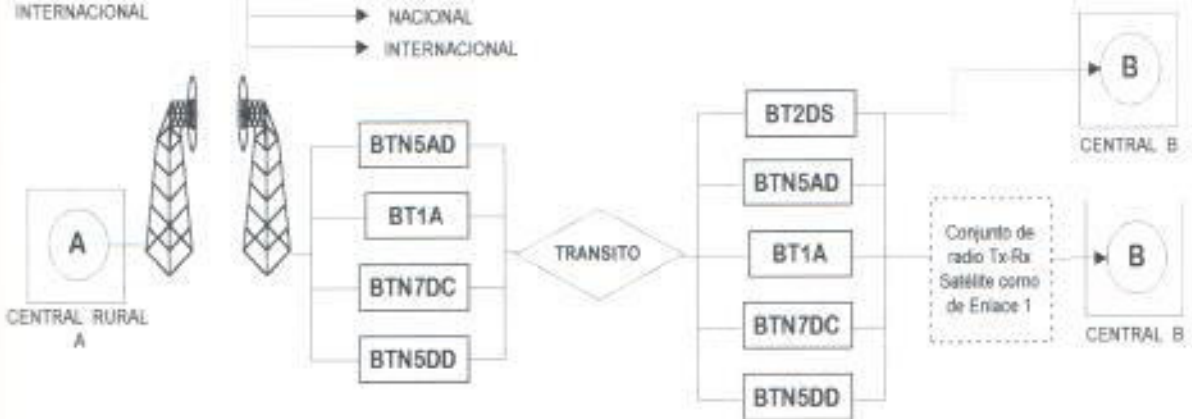 INTERNACIONAL
NACIONAL
INTERNACIONAL
A
CENTRAL RURAL
A
BTN5AD
BT1A
BTN7DC
BTN5DD
TRANSITO
BT2DS
BTN5AD
BT1A
BTN7DC
BTN5DD
B
CENTRAL B
Conjunto de
radio Tx-Rx
Satélite como
de Enlace 1
B
CENTRAL B